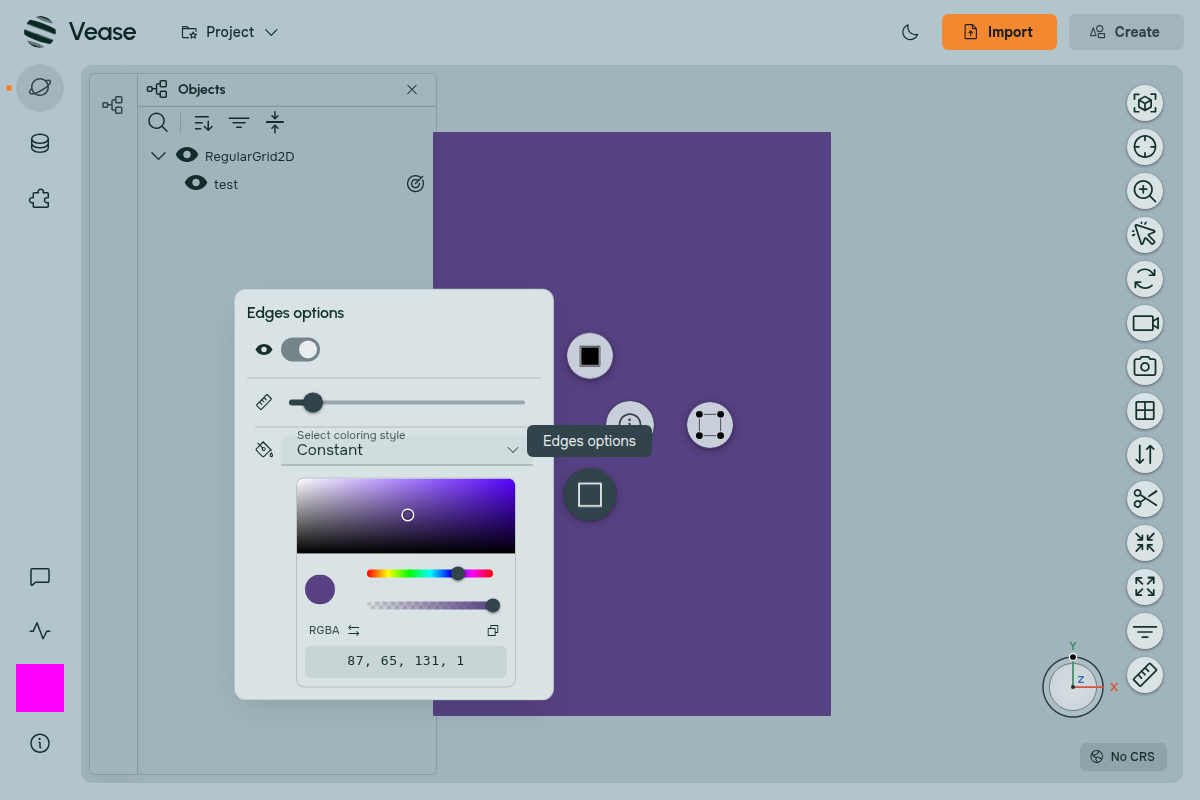 Vease
Project
Import
Create
Objects
RegularGrid2D
test
Edges options
Select coloring style
Constant
Edges options
RGBA
87, 65, 131, 1
Y
Z
X
No CRS